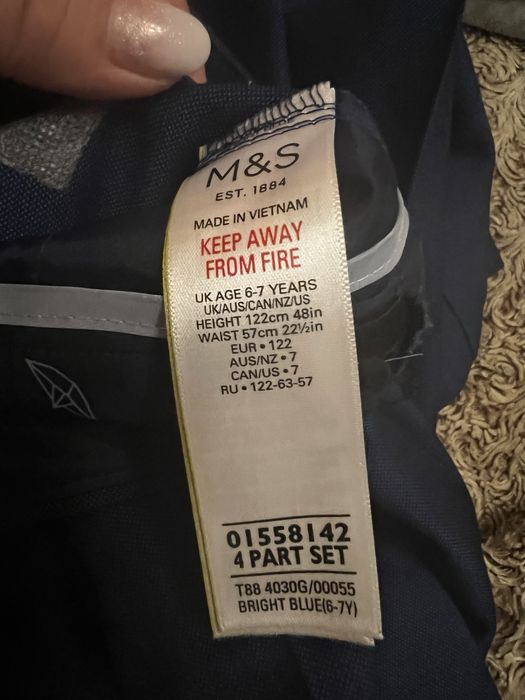 M&S
EST. 1884
MADE IN VIETNAM
KEEP AWAY
FROM FIRE
UK AGE 6-7 YEARS
UK/AUS/CAN/NZ/US
HEIGHT 122cm 48in
WAIST 57cm 22½in
EUR • 122
AUS/NZ • 7
CAN/US • 7
RU • 122-63-57
01558142
4 PART SET
T88 4030G/00055
BRIGHT BLUE(6-7Y)